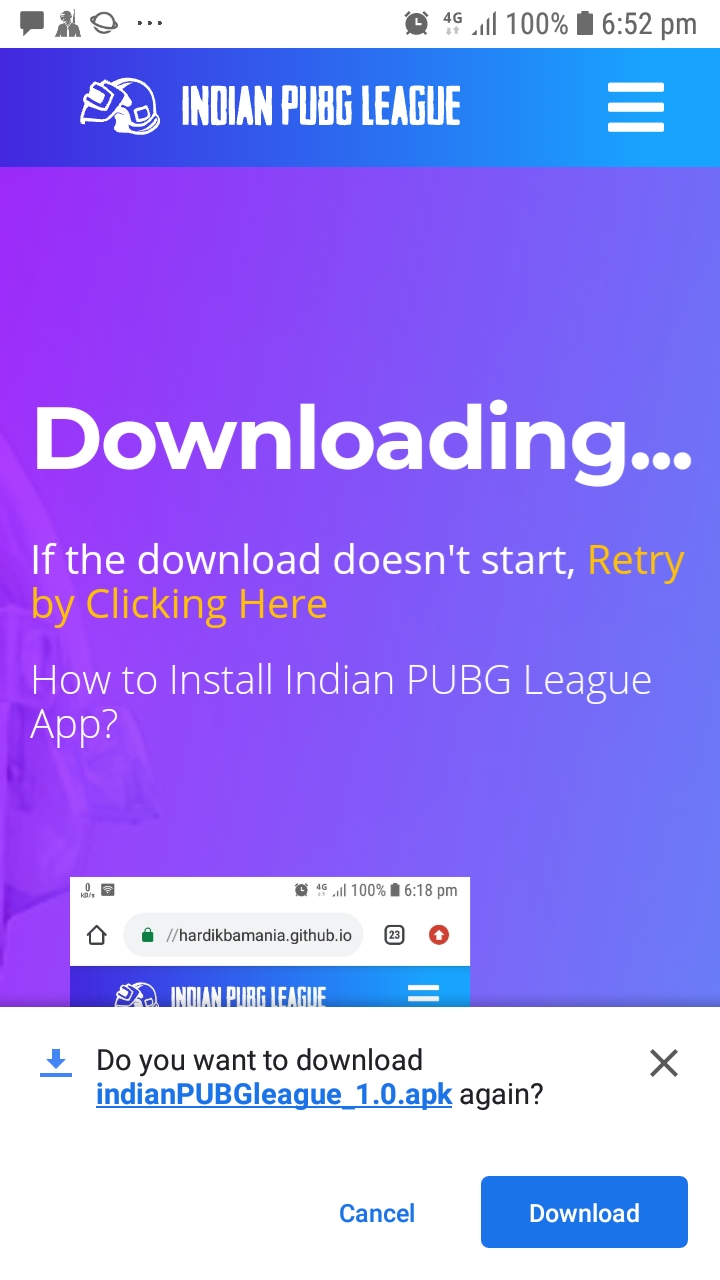 4G 100% 6:52 pm
INDIAN PUBG LEAGUE
Downloading...
If the download doesn't start, Retry
by Clicking Here
How to Install Indian PUBG League
App?
0
kB/s 4G 100% 6:18 pm
//hardikbamania.github.io 23
INDIAN PUBG LEAGUE
Do you want to download
indianPUBGleague_1.0.apk again?
Cancel Download